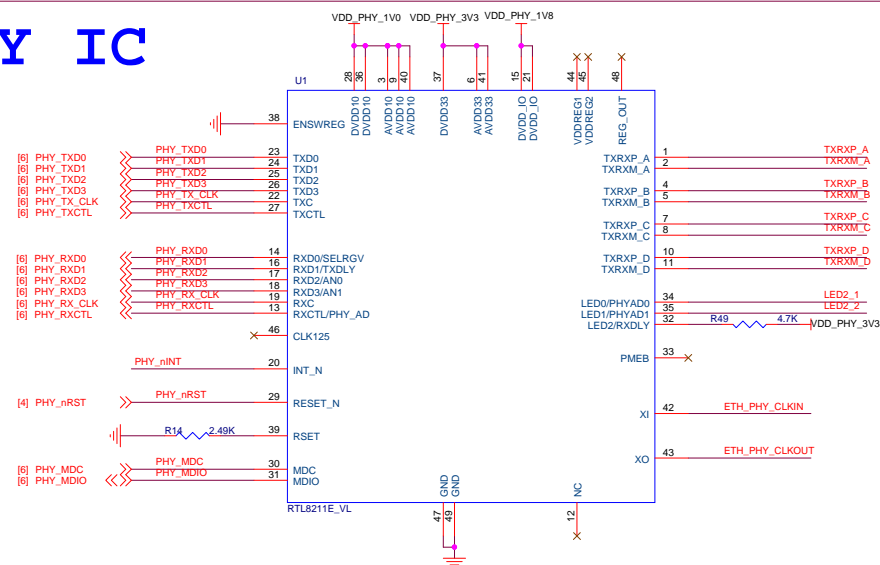 Y IC
VDD_PHY_1V0 VDD_PHY_3V3 VDD_PHY_1V8
U1
28 36 3 9 40 37 6 41 15 21 44 45 48
DVDD10 DVDD10 AVDD10 AVDD10 AVDD10 DVDD33 AVDD33 AVDD33 DVDD_IO DVDD_IO VDDREG1 VDDREG2 REG_OUT
38 ENSWREG
[6] PHY_TXD0 PHY_TXD0 23 TXD0
[6] PHY_TXD1 PHY_TXD1 24 TXD1
[6] PHY_TXD2 PHY_TXD2 25 TXD2
[6] PHY_TXD3 PHY_TXD3 26 TXD3
[6] PHY_TX_CLK PHY_TX_CLK 22 TXC
[6] PHY_TXCTL PHY_TXCTL 27 TXCTL
[6] PHY_RXD0 PHY_RXD0 14 RXD0/SELRGV
[6] PHY_RXD1 PHY_RXD1 16 RXD1/TXDLY
[6] PHY_RXD2 PHY_RXD2 17 RXD2/AN0
[6] PHY_RXD3 PHY_RXD3 18 RXD3/AN1
[6] PHY_RX_CLK PHY_RX_CLK 19 RXC
[6] PHY_RXCTL PHY_RXCTL 13 RXCTL/PHY_AD
46 CLK125
PHY_nINT 20 INT_N
[4] PHY_nRST PHY_nRST 29 RESET_N
R14 2.49K 39 RSET
[6] PHY_MDC PHY_MDC 30 MDC
[6] PHY_MDIO PHY_MDIO 31 MDIO
TXRXP_A 1 TXRXP_A
TXRXM_A 2 TXRXM_A
TXRXP_B 4 TXRXP_B
TXRXM_B 5 TXRXM_B
TXRXP_C 7 TXRXP_C
TXRXM_C 8 TXRXM_C
TXRXP_D 10 TXRXP_D
TXRXM_D 11 TXRXM_D
LED0/PHYAD0 34 LED2_1
LED1/PHYAD1 35 LED2_2
LED2/RXDLY 32 R49 4.7K VDD_PHY_3V3
PMEB 33
XI 42 ETH_PHY_CLKIN
XO 43 ETH_PHY_CLKOUT
GND GND NC
47 49 12
RTL8211E_VL